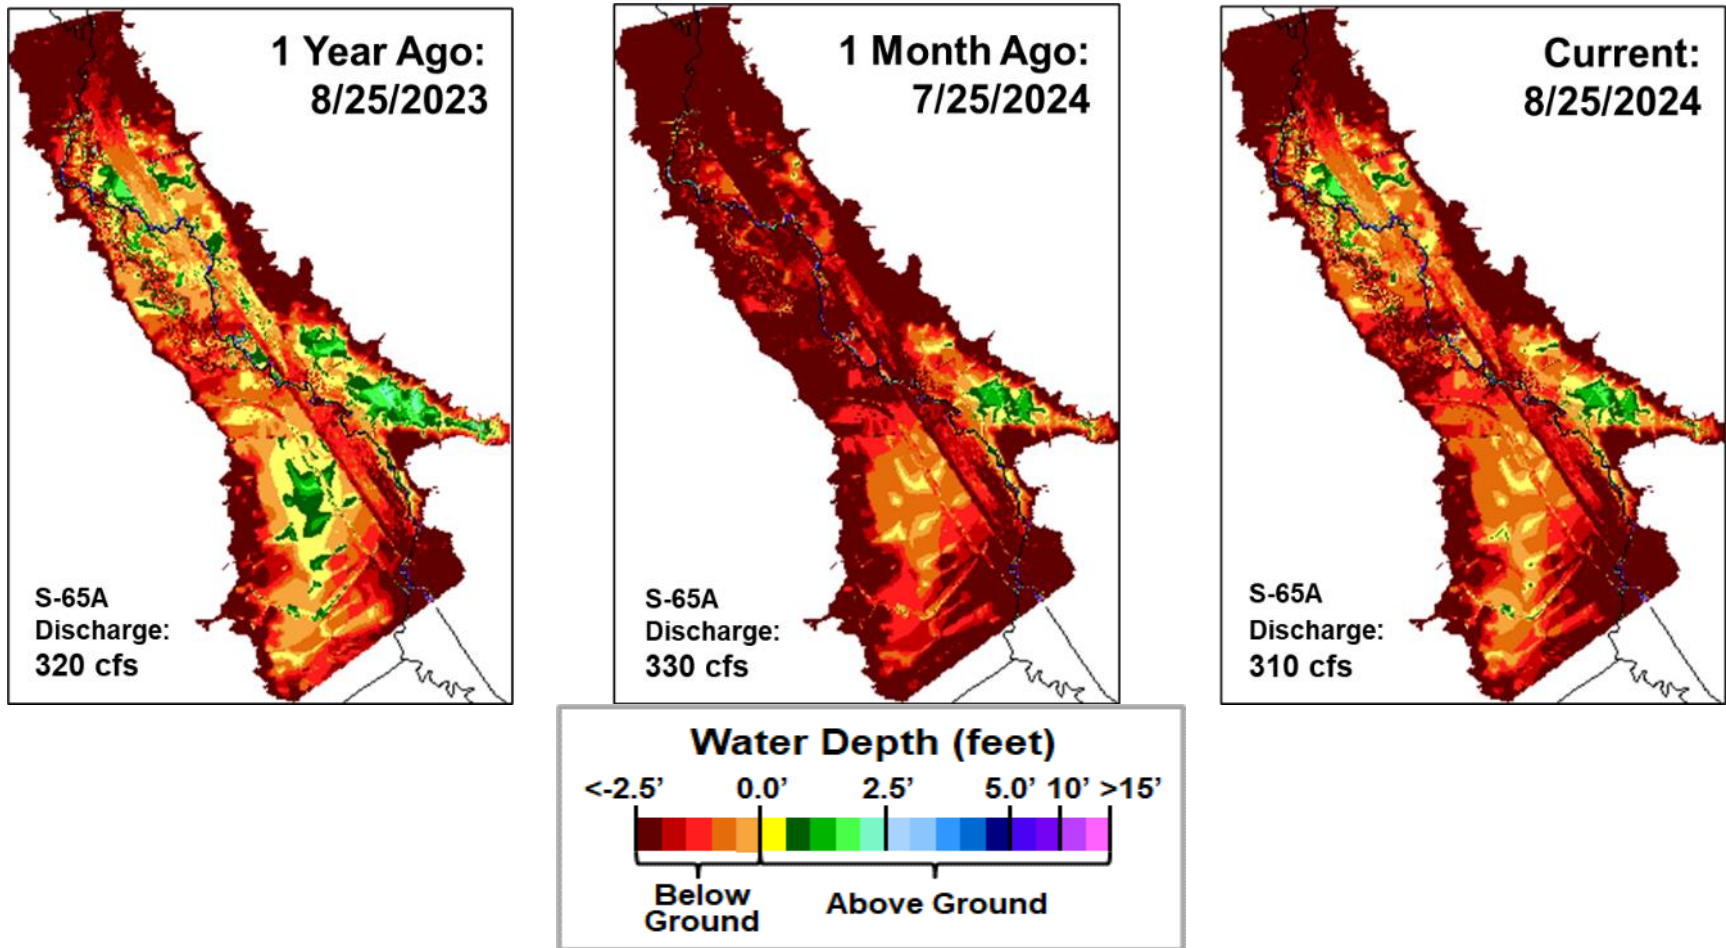 1 Year Ago:
8/25/2023
S-65A
Discharge:
320 cfs
1 Month Ago:
7/25/2024
S-65A
Discharge:
330 cfs
Current:
8/25/2024
S-65A
Discharge:
310 cfs
Water Depth (feet)
<-2.5’ 0.0’ 2.5’ 5.0’ 10’ >15’
Below
Ground
Above Ground